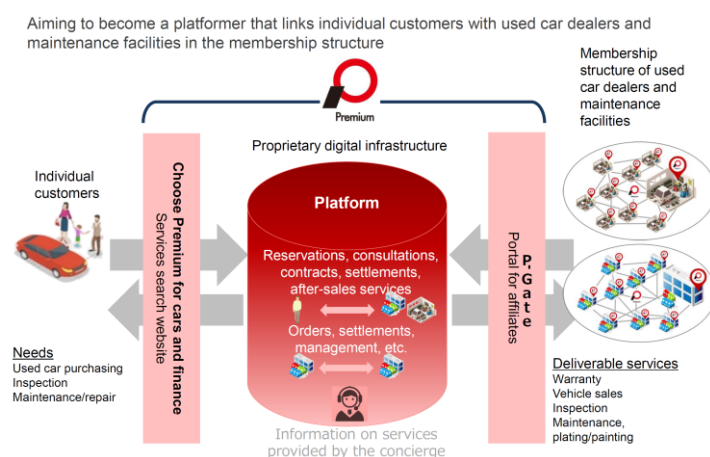 Aiming to become a platformer that links individual customers with used car dealers and
maintenance facilities in the membership structure
Premium
Membership
structure of used
car dealers and
maintenance
facilities
Proprietary digital infrastructure
Individual
customers
Choose Premium for cars and finance
Services search website
Platform
Reservations, consultations,
contracts, settlements,
after-sales services
Orders, settlements,
management, etc.
Information on services
provided by the concierge
P-Gate
Portal for affiliates
Needs
Used car purchasing
Inspection
Maintenance/repair
Deliverable services
Warranty
Vehicle sales
Inspection
Maintenance,
plating/painting